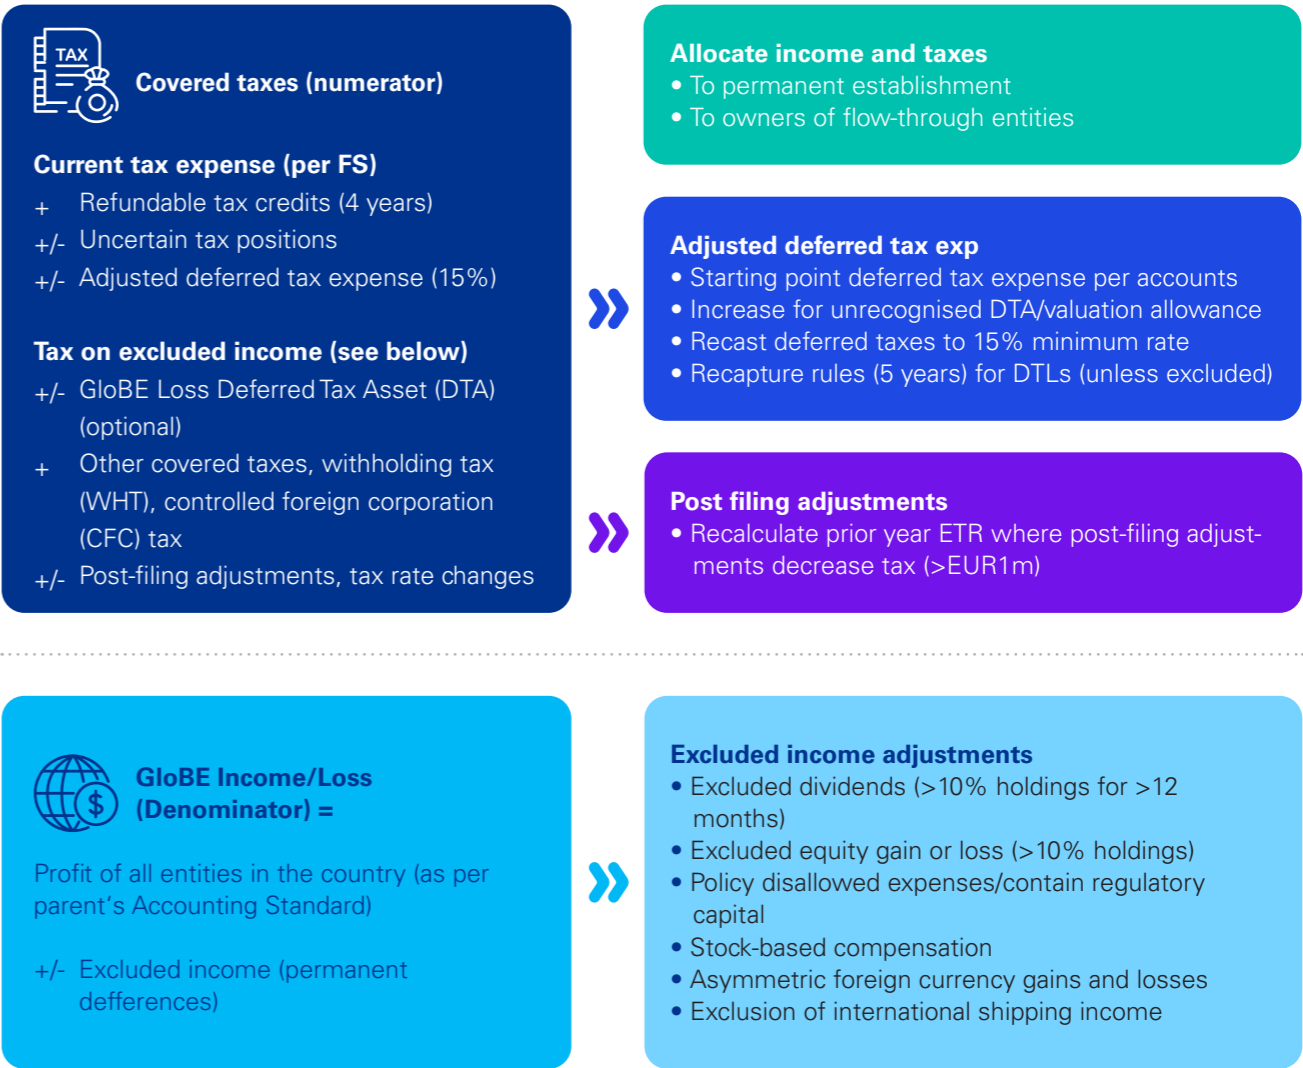 TAX
Covered taxes (numerator)
Current tax expense (per FS)
+ Refundable tax credits (4 years)
+/- Uncertain tax positions
+/- Adjusted deferred tax expense (15%)
Tax on excluded income (see below)
+/- GloBE Loss Deferred Tax Asset (DTA)
(optional)
+ Other covered taxes, withholding tax
(WHT), controlled foreign corporation
(CFC) tax
+/- Post-filing adjustments, tax rate changes
Allocate income and taxes
• To permanent establishment
• To owners of flow-through entities
Adjusted deferred tax exp
• Starting point deferred tax expense per accounts
• Increase for unrecognised DTA/valuation allowance
• Recast deferred taxes to 15% minimum rate
• Recapture rules (5 years) for DTLs (unless excluded)
Post filing adjustments
• Recalculate prior year ETR where post-filing adjust-
ments decrease tax (>EUR1m)
$
GloBE Income/Loss
(Denominator) =
Profit of all entities in the country (as per
parent's Accounting Standard)
+/- Excluded income (permanent
defferences)
Excluded income adjustments
• Excluded dividends (>10% holdings for >12
months)
• Excluded equity gain or loss (>10% holdings)
• Policy disallowed expenses/contain regulatory
capital
• Stock-based compensation
• Asymmetric foreign currency gains and losses
• Exclusion of international shipping income